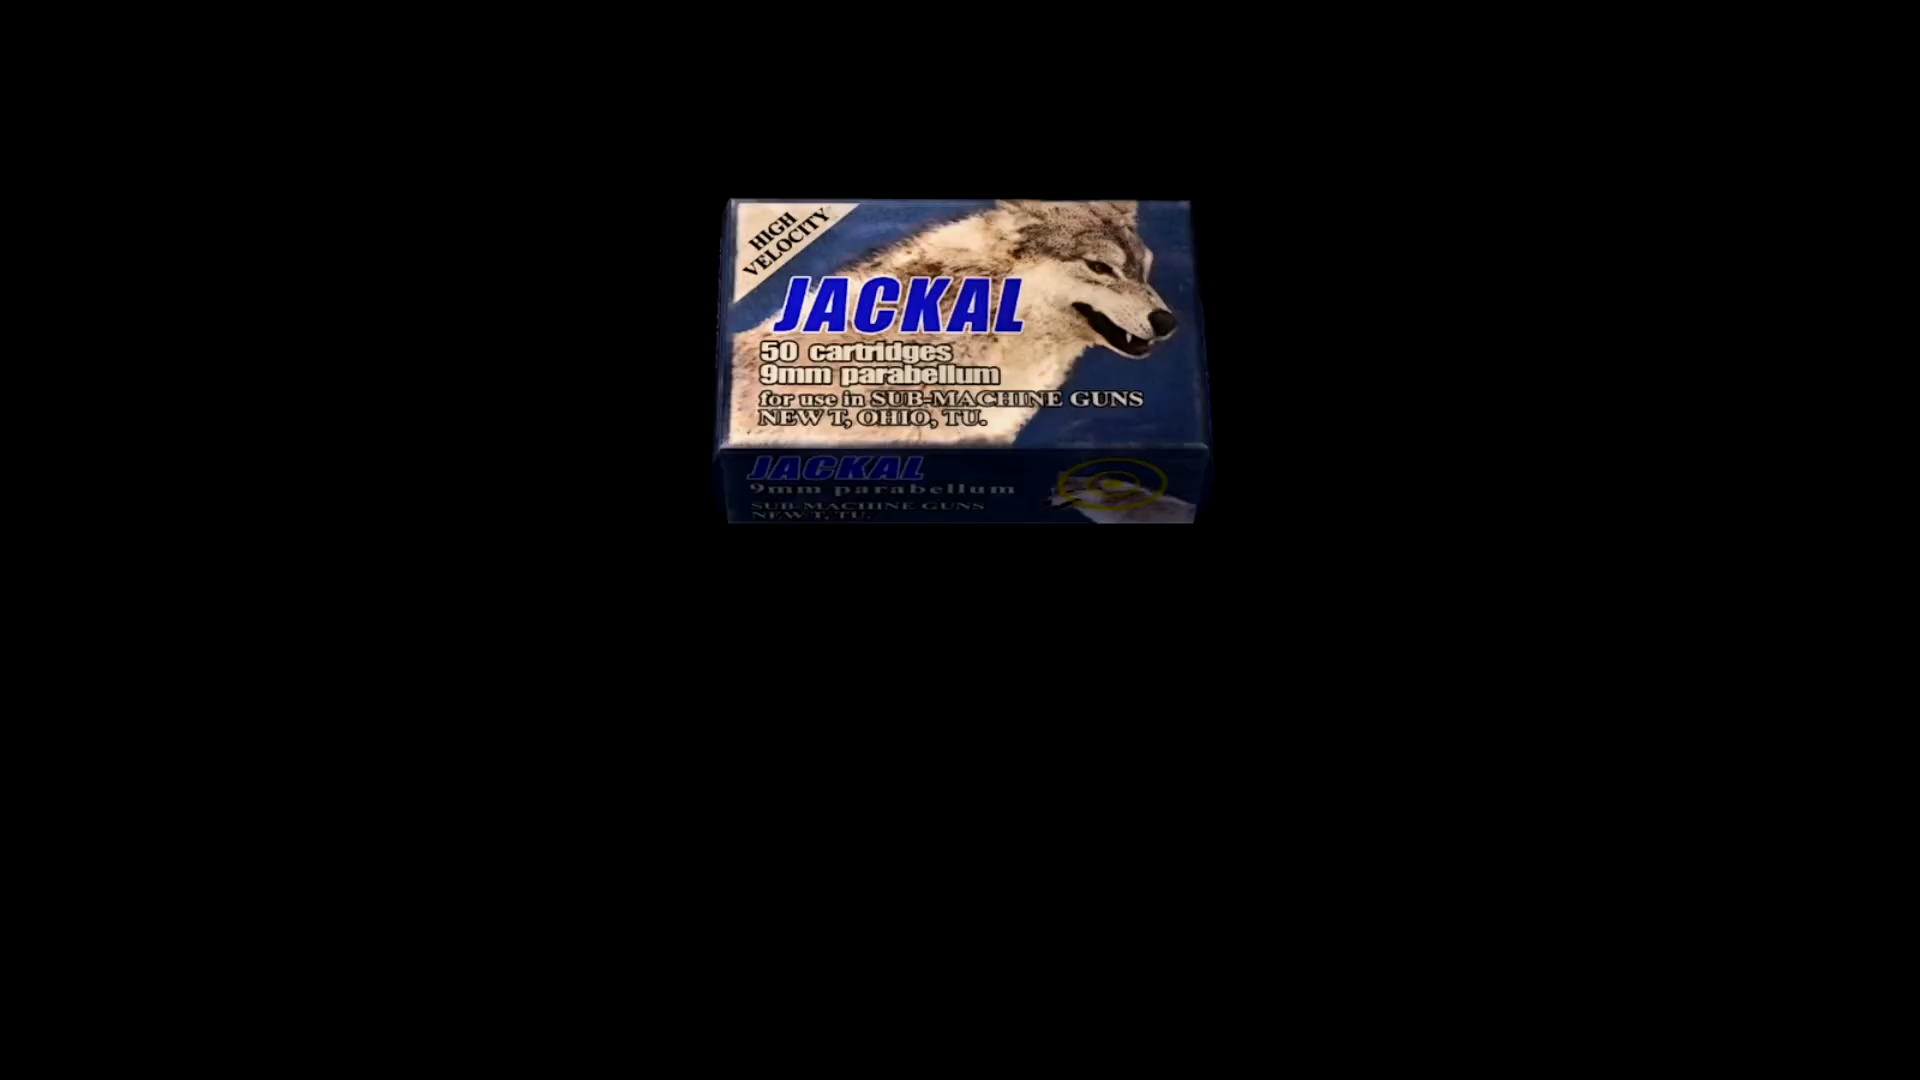 HIGH
VELOCITY
JACKAL
50 cartridges
9mm parabellum
for use in SUB-MACHINE GUNS
NEW T, OHIO, TU.
JACKAL
9mm parabellum
SUB-MACHINE GUNS
NEW T, TU.